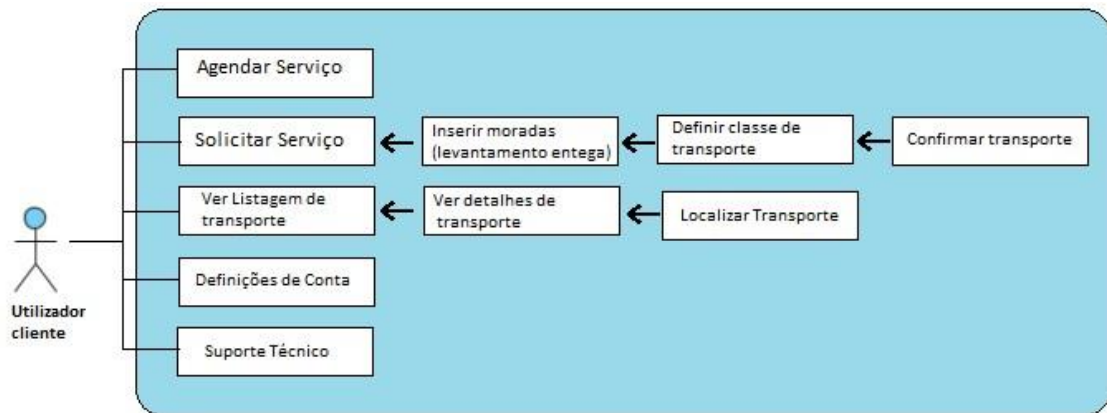 Agendar Serviço
Solicitar Serviço
Inserir moradas
(levantamento entega)
Definir classe de
transporte
Confirmar transporte
Ver Listagem de
transporte
Ver detalhes de
transporte
Localizar Transporte
Definições de Conta
Suporte Técnico
Utilizador
cliente